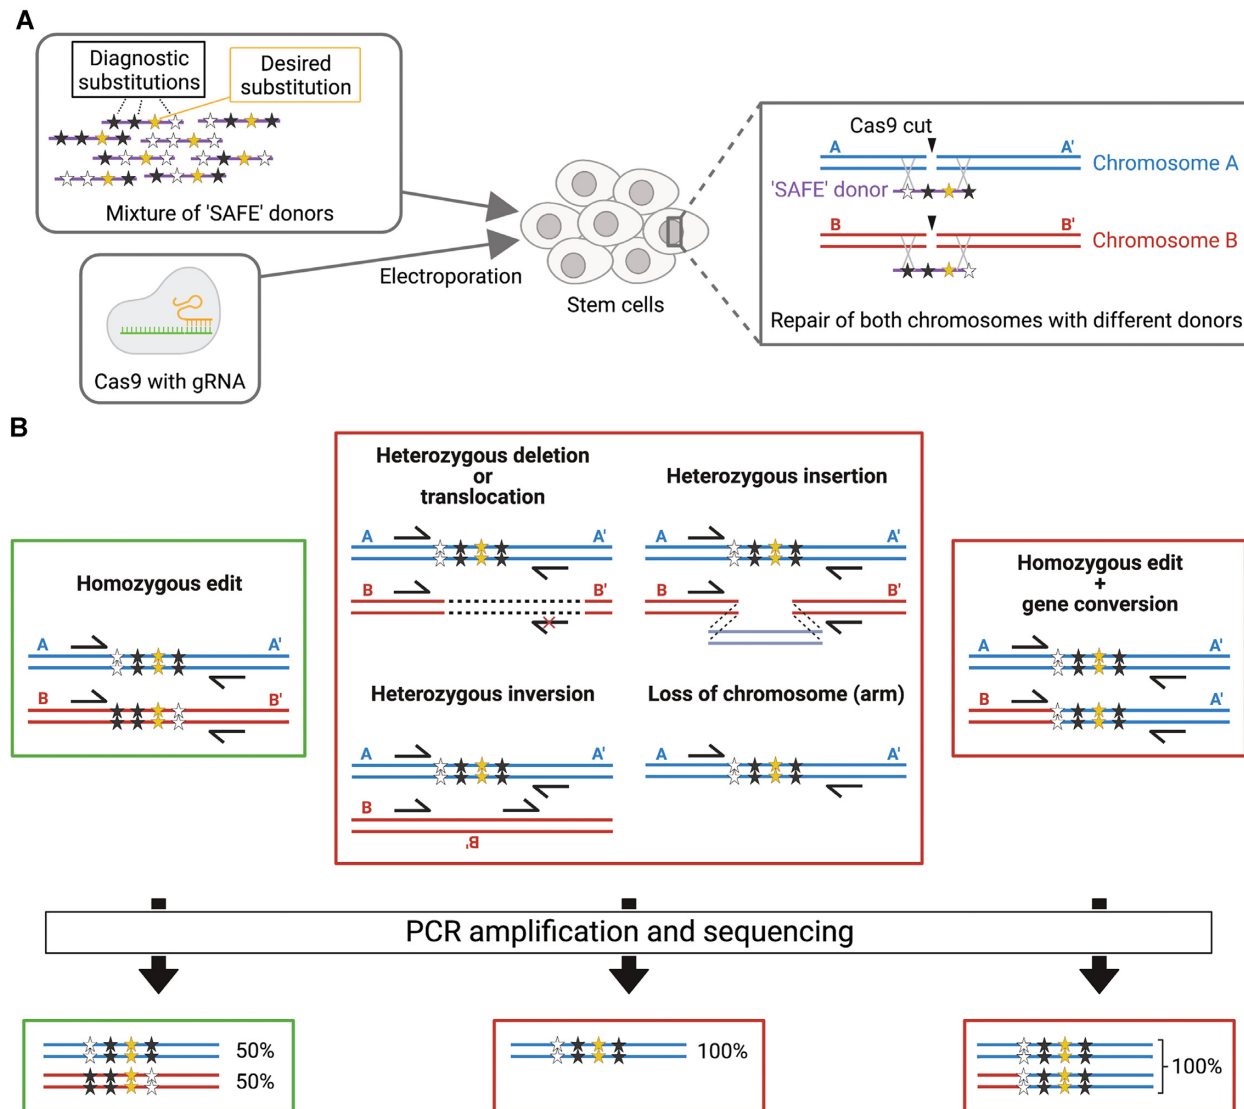 A
Diagnostic
substitutions
Desired
substitution
Mixture of 'SAFE' donors
Cas9 with gRNA
Electroporation
Stem cells
Cas9 cut
A A'
Chromosome A
'SAFE' donor
B B'
Chromosome B
Repair of both chromosomes with different donors
B
Homozygous edit
A A'
B B'
Heterozygous deletion
or
translocation
A A'
B B'
Heterozygous insertion
A A'
B B'
Heterozygous inversion
A A'
B
B'
Loss of chromosome (arm)
A A'
Homozygous edit
+
gene conversion
A A'
B A'
PCR amplification and sequencing
50%
50%
100%
100%